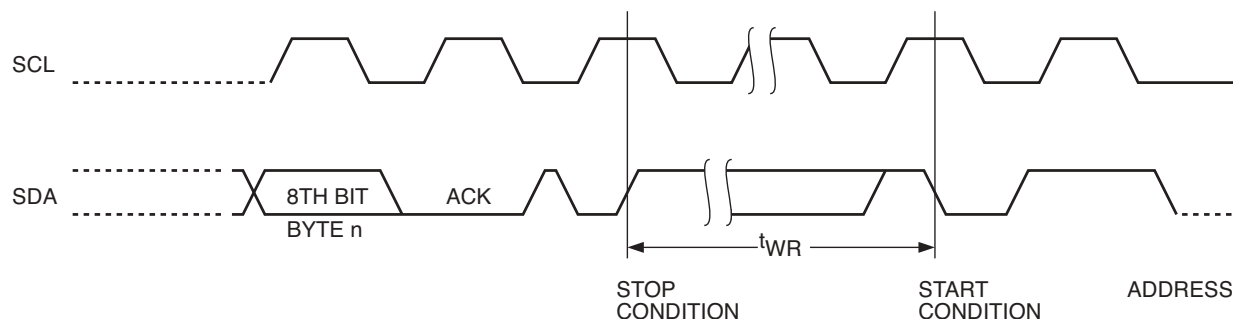 SCL
SDA
8TH BIT
ACK
BYTE n
tWR
STOP
CONDITION
START
CONDITION
ADDRESS